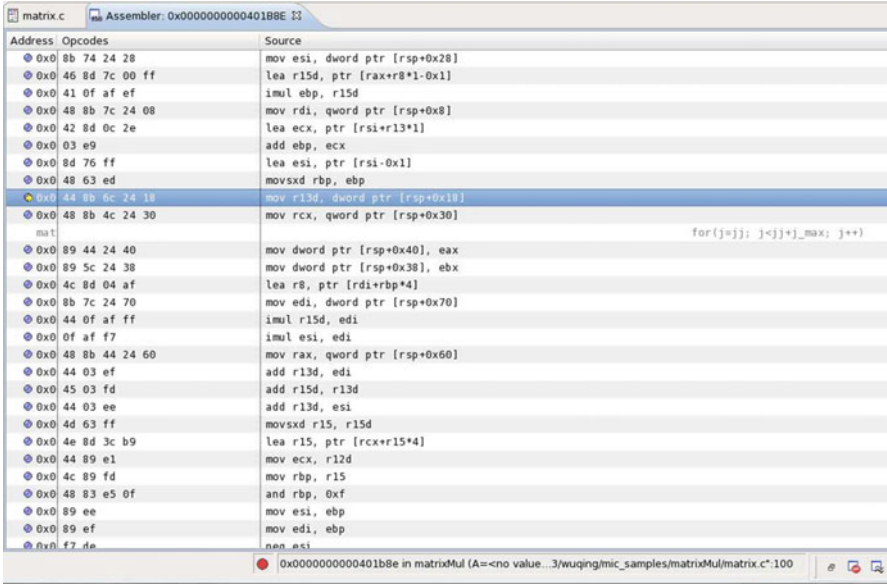 matrix.c Assembler: 0x0000000000401B8E
Address Opcodes Source
0x0 8b 74 24 28 mov esi, dword ptr [rsp+0x28]
0x0 46 8d 7c 00 ff lea r15d, ptr [rax+r8*1-0x1]
0x0 41 0f af ef imul ebp, r15d
0x0 48 8b 7c 24 08 mov rdi, qword ptr [rsp+0x8]
0x0 42 8d 0c 2e lea ecx, ptr [rsi+r13*1]
0x0 03 e9 add ebp, ecx
0x0 8d 76 ff lea esi, ptr [rsi-0x1]
0x0 48 63 ed movsxd rbp, ebp
0x0 44 8b 6c 24 18 mov r13d, dword ptr [rsp+0x18]
0x0 48 8b 4c 24 30 mov rcx, qword ptr [rsp+0x30]
mat for(j=jj; j<jj+j_max; j++)
0x0 89 44 24 40 mov dword ptr [rsp+0x40], eax
0x0 89 5c 24 38 mov dword ptr [rsp+0x38], ebx
0x0 4c 8d 04 af lea r8, ptr [rdi+rbp*4]
0x0 8b 7c 24 70 mov edi, dword ptr [rsp+0x70]
0x0 44 0f af ff imul r15d, edi
0x0 0f af f7 imul esi, edi
0x0 48 8b 44 24 60 mov rax, qword ptr [rsp+0x60]
0x0 44 03 ef add r13d, edi
0x0 45 03 fd add r15d, r13d
0x0 44 03 ee add r13d, esi
0x0 4d 63 ff movsxd r15, r15d
0x0 4e 8d 3c b9 lea r15, ptr [rcx+r15*4]
0x0 44 89 e1 mov ecx, r12d
0x0 4c 89 fd mov rbp, r15
0x0 48 83 e5 0f and rbp, 0xf
0x0 89 ee mov esi, ebp
0x0 89 ef mov edi, ebp
0x0 f7 de neg esi
0x0000000000401b8e in matrixMul (A=<no value...3/wuqing/mic_samples/matrixMul/matrix.c":100